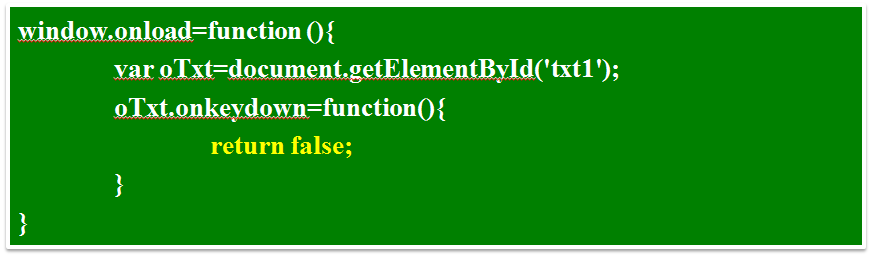 window.onload=function (){
var oTxt=document.getElementById('txt1');
oTxt.onkeydown=function(){
return false;
}
}